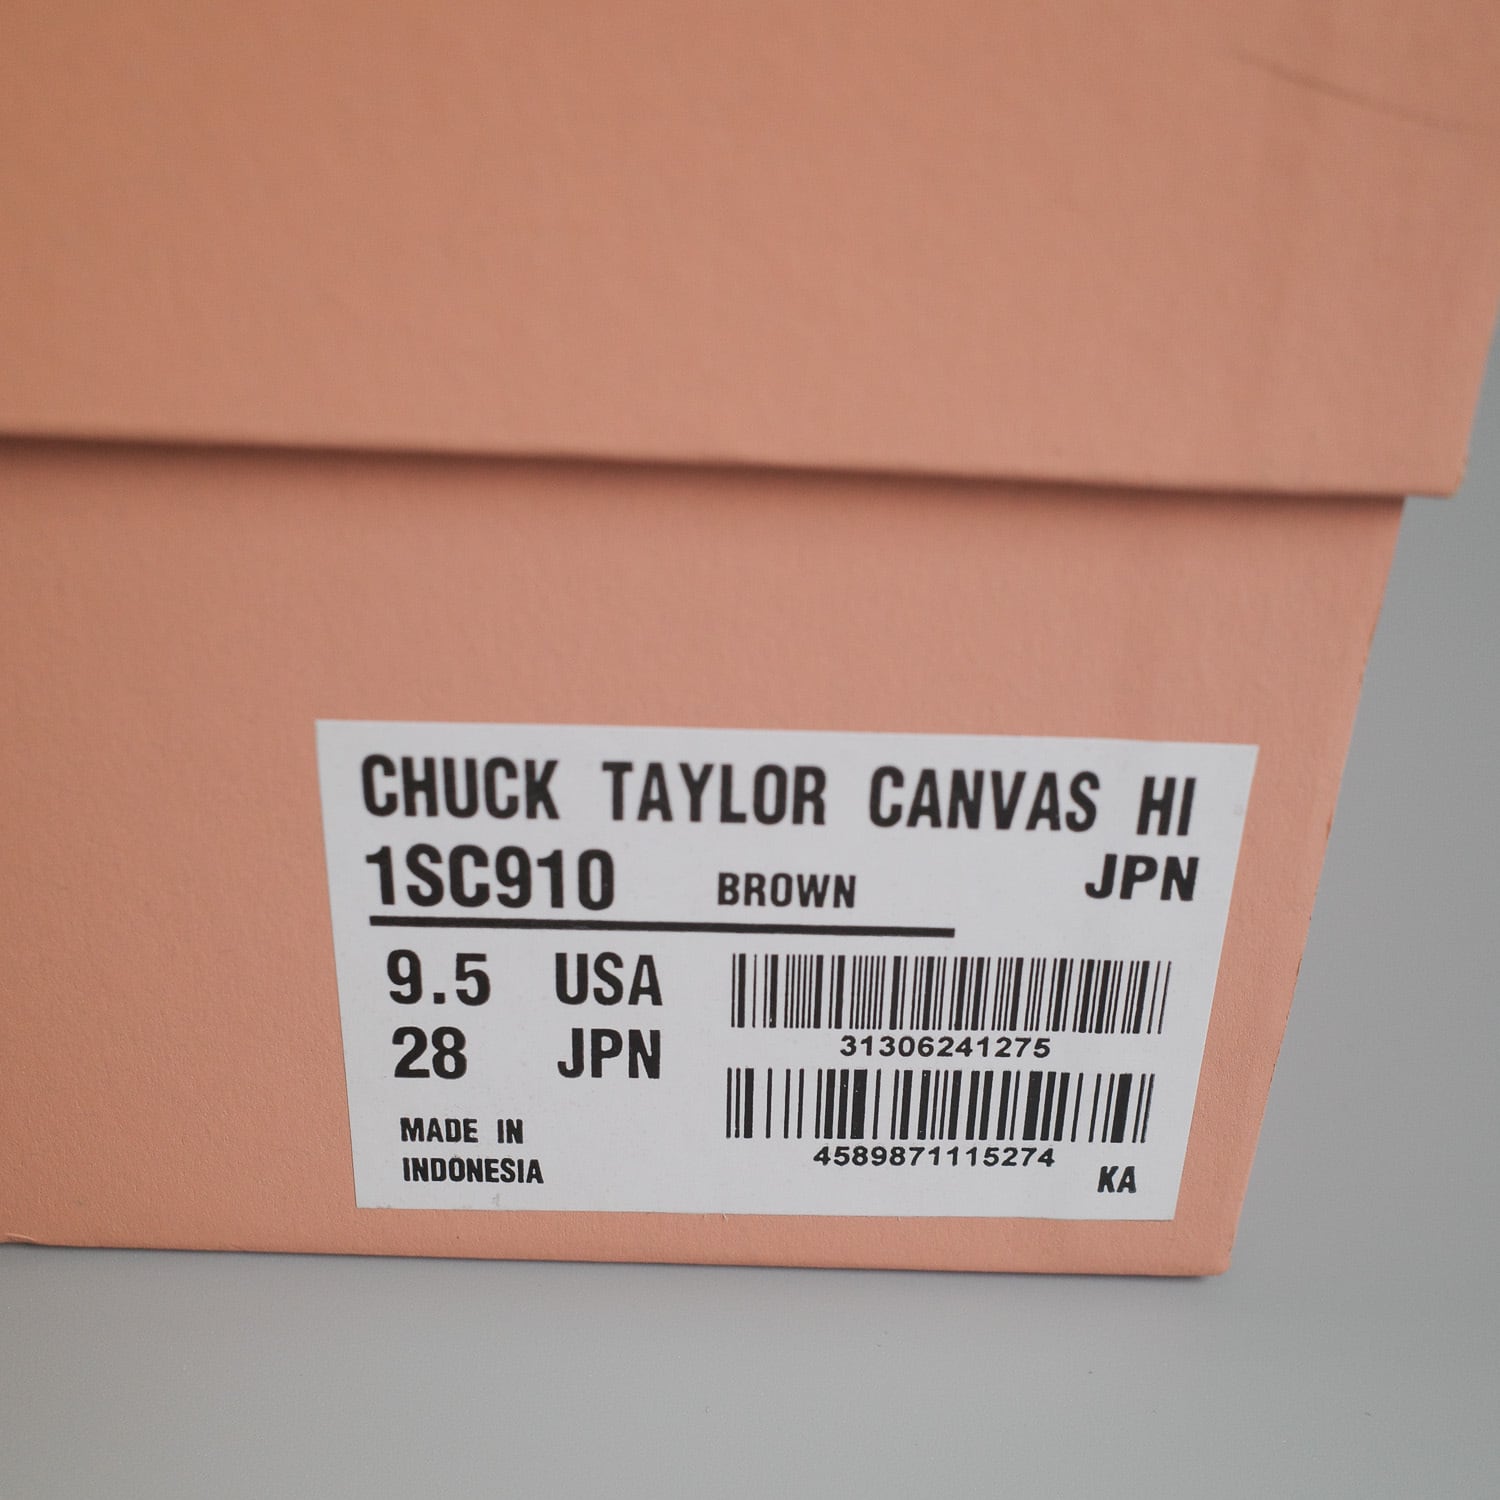 CHUCK TAYLOR CANVAS HI
1SC910 BROWN JPN
9.5 USA
28 JPN
31306241275
4589871115274
MADE IN
INDONESIA
KA